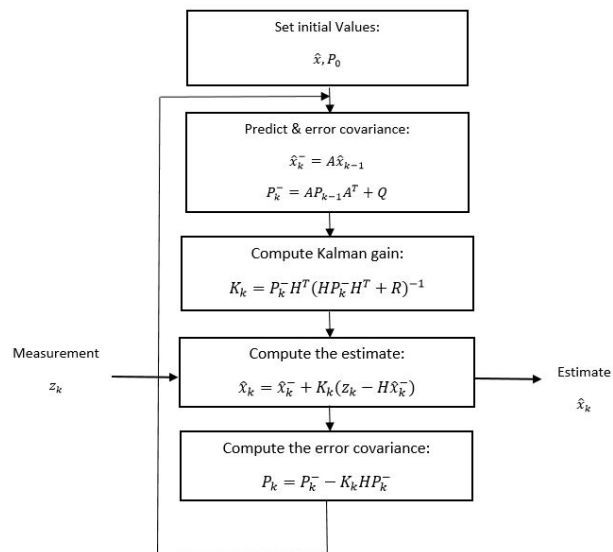 Set initial Values:
x̂, P₀
Predict & error covariance:
x̂ₖ⁻ = Ax̂ₖ₋₁
Pₖ⁻ = APₖ₋₁Aᵀ + Q
Compute Kalman gain:
Kₖ = Pₖ⁻Hᵀ(HPₖ⁻Hᵀ + R)⁻¹
Measurement
zₖ
Compute the estimate:
x̂ₖ = x̂ₖ⁻ + Kₖ(zₖ − Hx̂ₖ⁻)
Estimate
x̂ₖ
Compute the error covariance:
Pₖ = Pₖ⁻ − KₖHPₖ⁻